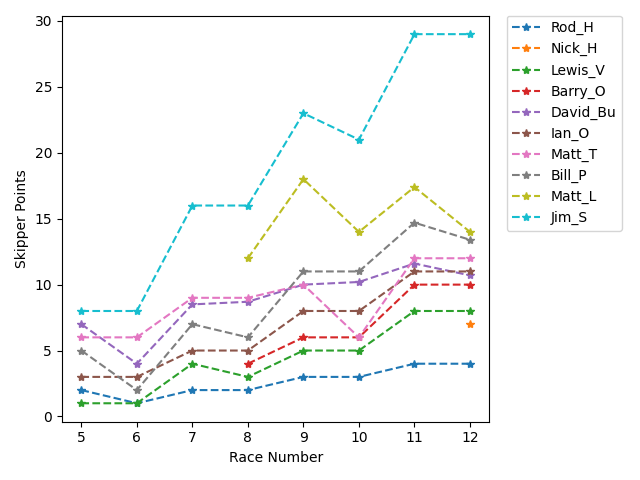 30
25
20
15
10
5
0
Skipper Points
5 6 7 8 9 10 11 12
Race Number
Rod_H
Nick_H
Lewis_V
Barry_O
David_Bu
Ian_O
Matt_T
Bill_P
Matt_L
Jim_S